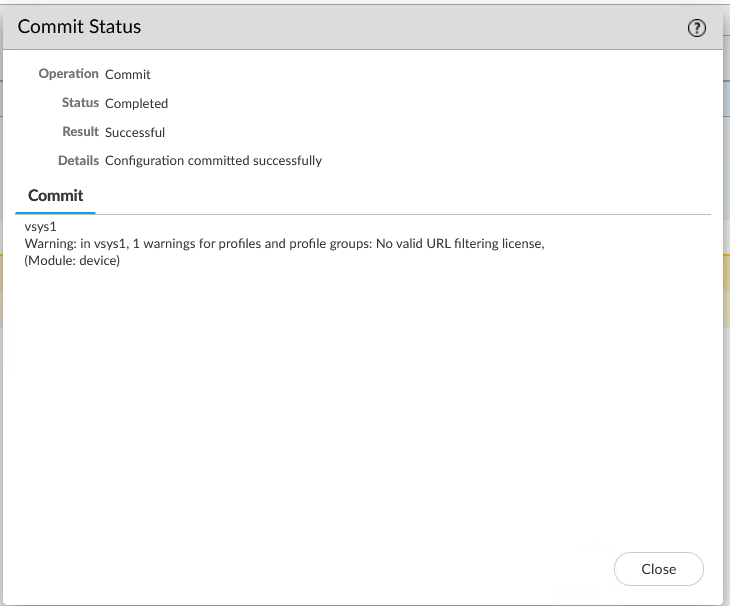 Commit Status
?
Operation Commit
Status Completed
Result Successful
Details Configuration committed successfully
Commit
vsys1
Warning: in vsys1, 1 warnings for profiles and profile groups: No valid URL filtering license,
(Module: device)
Close